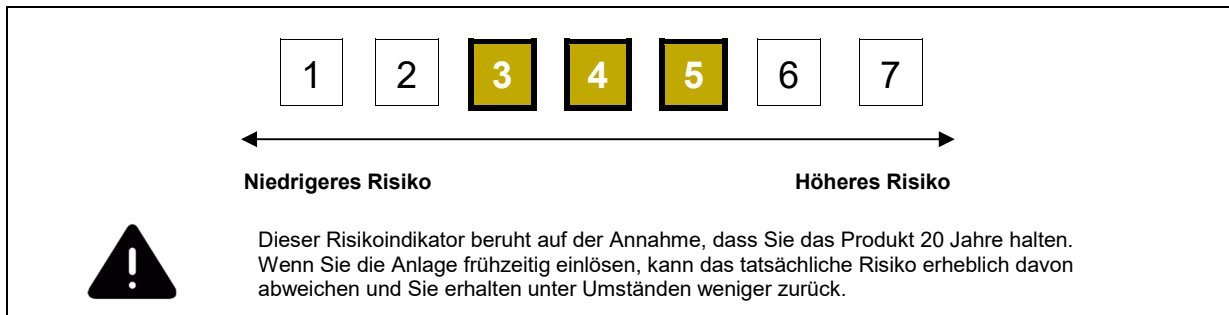 1 2 3 4 5 6 7
Niedrigeres Risiko Höheres Risiko
Dieser Risikoindikator beruht auf der Annahme, dass Sie das Produkt 20 Jahre halten.
Wenn Sie die Anlage frühzeitig einlösen, kann das tatsächliche Risiko erheblich davon
abweichen und Sie erhalten unter Umständen weniger zurück.